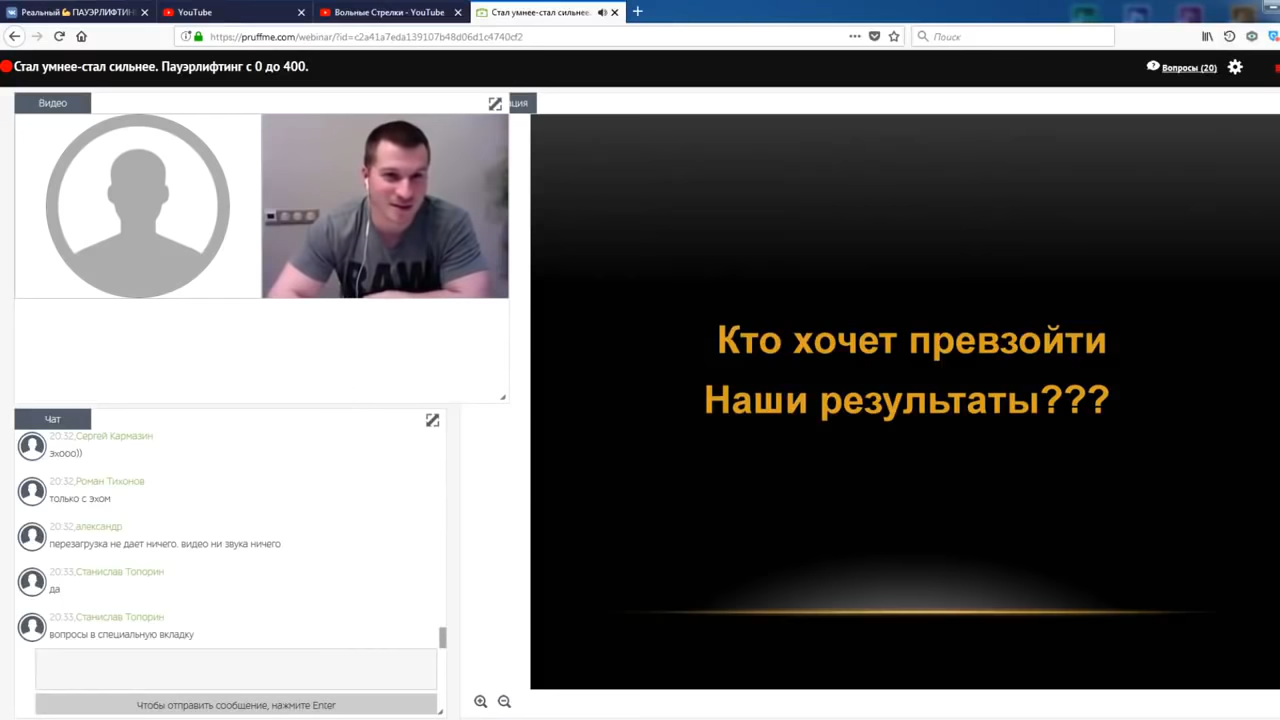 Реальный 💪 ПАУЭРЛИФТИН
YouTube
Вольные Стрелки - YouTube
Стал умнее-стал сильнее.
https://pruffme.com/webinar/?id=c2a41a7eda139107b48d06d1c4740cf2
Поиск
Стал умнее-стал сильнее. Пауэрлифтинг с 0 до 400.
Вопросы (20)
Видео
ция
RAW
Кто хочет превзойти
Наши результаты???
Чат
20:32,Сергей Кармазин
эхооо))
20:32,Роман Тихонов
только с эхом
20:32,александр
перезагрузка не дает ничего. видео ни звука ничего
20:33,Станислав Топорин
да
20:33,Станислав Топорин
вопросы в специальную вкладку
Чтобы отправить сообщение, нажмите Enter